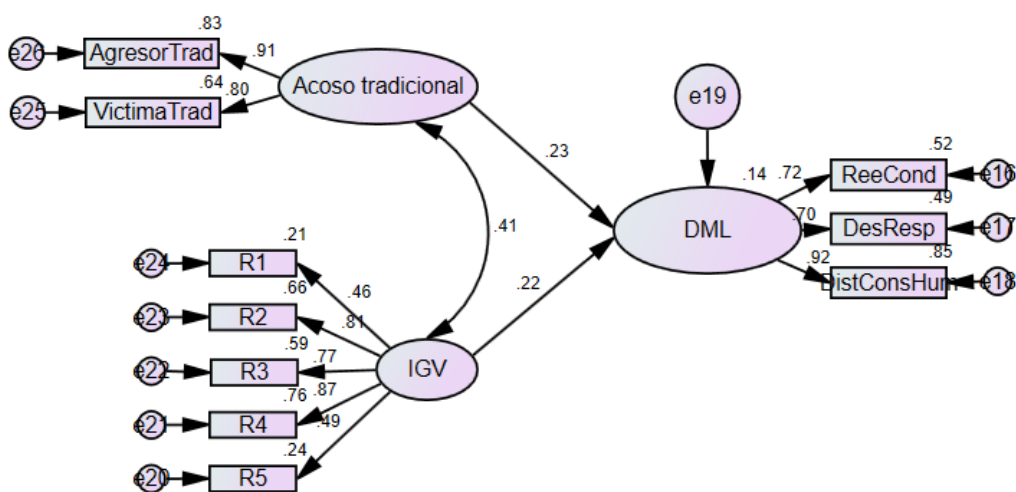 .83
e26 AgresorTrad .91
.64
.80
e25 VictimaTrad
Acoso tradicional
e19
.23
.14
.72
.52
ReeCond e16
.49
.70
DesResp e17
DML
.85
.92
DistConsHum e18
.41
.22
.21
e24 R1
.46
.66
e23 R2
.81
.59
e22 R3
.77
IGV
.76
.87
e21 R4
.49
.24
e20 R5